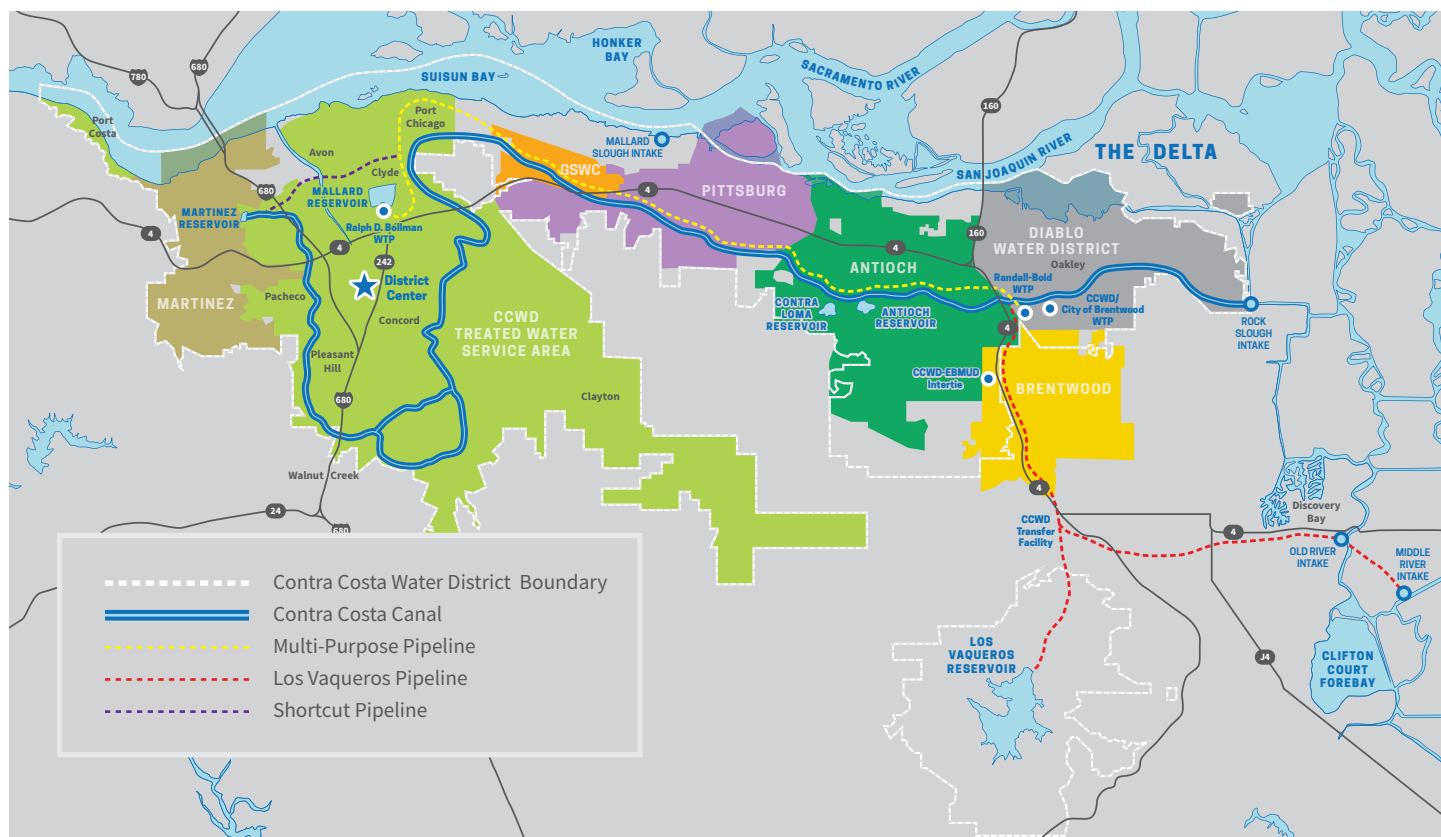 HONKER
BAY
SUISUN BAY
SACRAMENTO RIVER
680
780
160
Port
Costa
Port
Chicago
MALLARD
SLOUGH INTAKE
SAN JOAQUIN RIVER
THE DELTA
Avon
Clyde
GSWC
4
PITTSBURG
680
MALLARD
RESERVOIR
MARTINEZ
RESERVOIR
Ralph D. Bollman
WTP
4
4
242
160
4
DIABLO
WATER DISTRICT
Oakley
ANTIOCH
Randall-Bold
WTP
District
Center
MARTINEZ
Pacheco
Concord
CCWD
TREATED WATER
SERVICE AREA
CONTRA
LOMA
RESERVOIR
ANTIOCH
RESERVOIR
CCWD/
City of Brentwood
WTP
4
ROCK
SLOUGH
INTAKE
Pleasant
Hill
680
Clayton
CCWD-EBMUD
Intertie
BRENTWOOD
Walnut Creek
24
680
4
Discovery
Bay
CCWD
Transfer
Facility
4
OLD RIVER
INTAKE
MIDDLE
RIVER
INTAKE
LOS
VAQUEROS
RESERVOIR
J4
CLIFTON
COURT
FOREBAY
Contra Costa Water District Boundary
Contra Costa Canal
Multi-Purpose Pipeline
Los Vaqueros Pipeline
Shortcut Pipeline